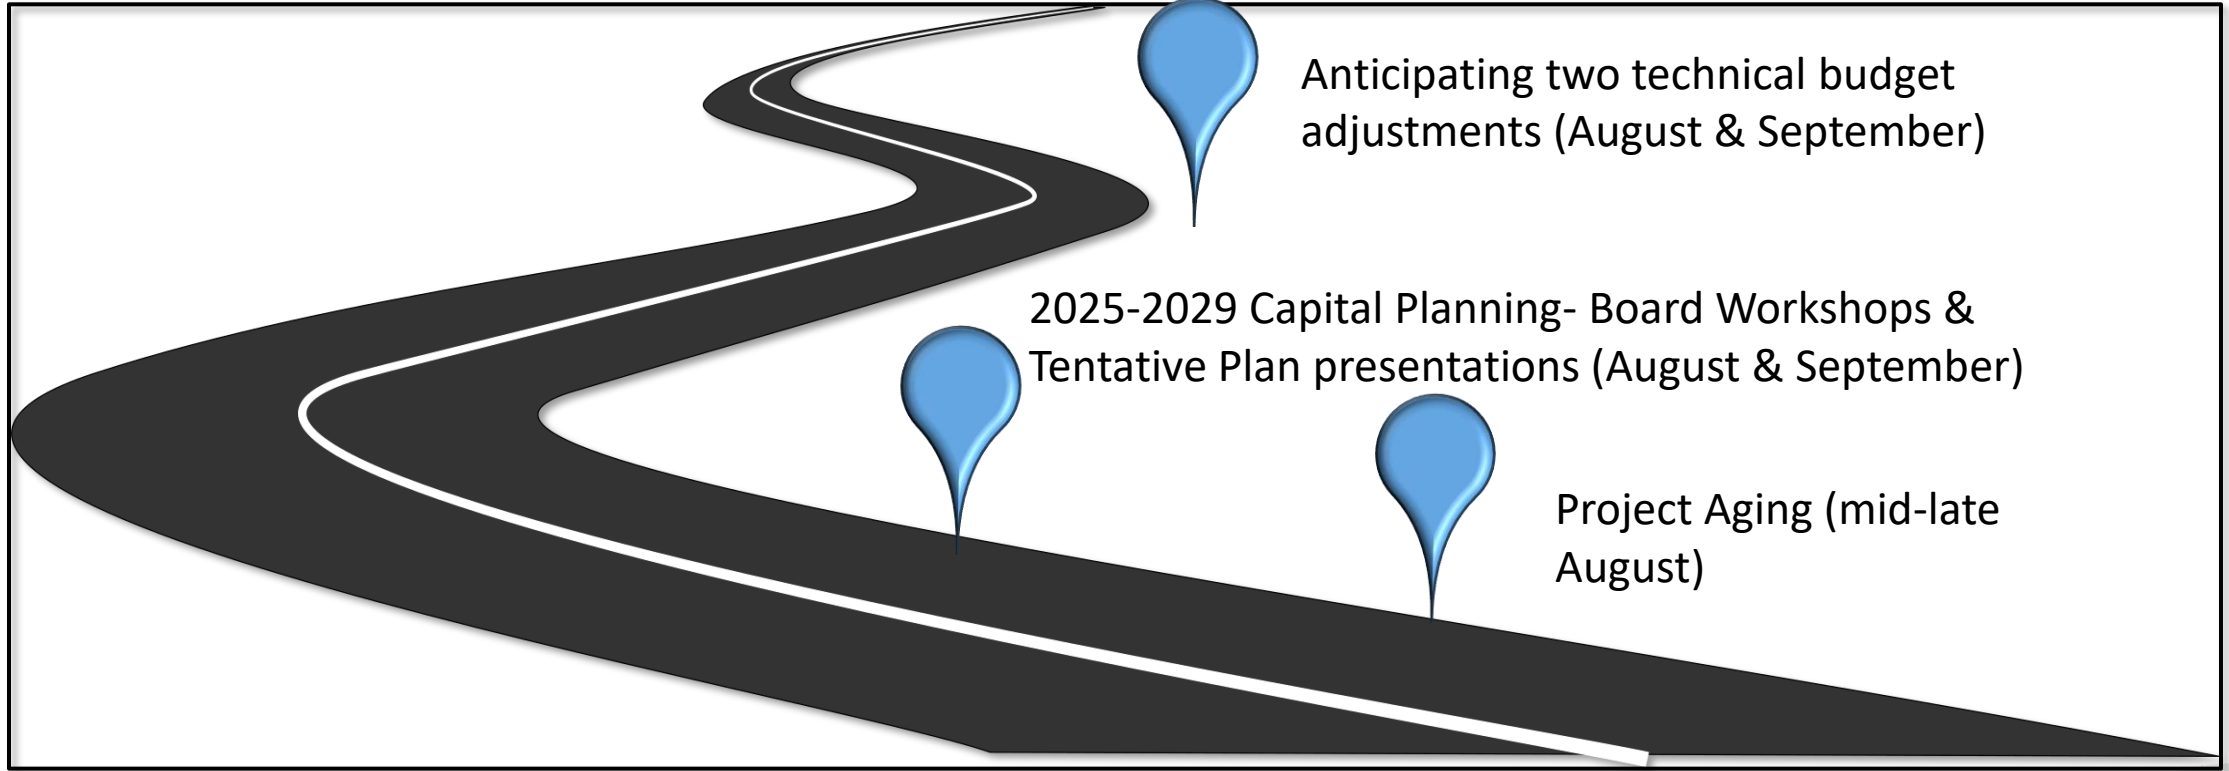 Anticipating two technical budget
adjustments (August & September)
2025-2029 Capital Planning- Board Workshops &
Tentative Plan presentations (August & September)
Project Aging (mid-late
August)